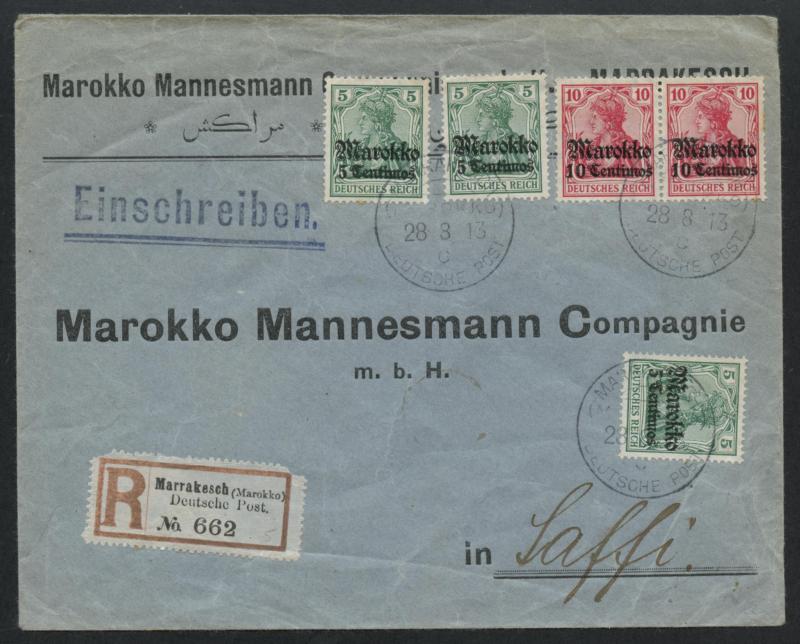 Marokko Mannesmann
* مراكش *
5 5 5 5 10 10 10 10
Marokko Marokko Marokko Marokko
5 Centimos 5 Centimos 10 Centimos 10 Centimos
DEUTSCHES REICH DEUTSCHES REICH DEUTSCHES REICH DEUTSCHES REICH
Einschreiben.
28 8 13
c
DEUTSCHE POST
28 8 13
c
DEUTSCHE POST
Marokko Mannesmann Compagnie
m. b. H.
5 5
Marokko
5 Centimos
DEUTSCHES REICH
28
c
DEUTSCHE POST
R
Marrakesch (Marokko)
Deutsche Post.
No. 662
in Saffi.